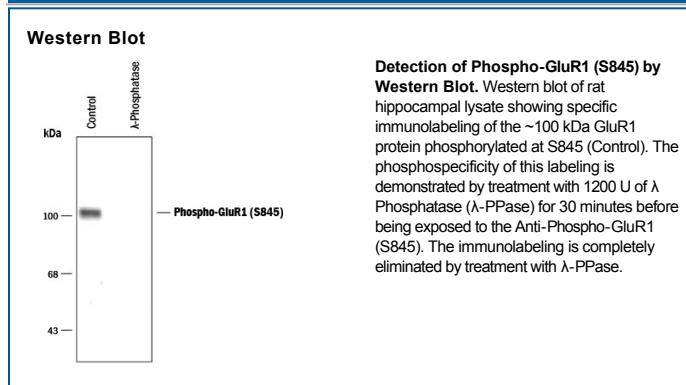 Western Blot
Control
λ-Phosphatase
kDa
100
Phospho-GluR1 (S845)
68
43
Detection of Phospho-GluR1 (S845) by
Western Blot. Western blot of rat
hippocampal lysate showing specific
immunolabeling of the ~100 kDa GluR1
protein phosphorylated at S845 (Control). The
phosphospecificity of this labeling is
demonstrated by treatment with 1200 U of λ
Phosphatase (λ-PPase) for 30 minutes before
being exposed to the Anti-Phospho-GluR1
(S845). The immunolabeling is completely
eliminated by treatment with λ-PPase.